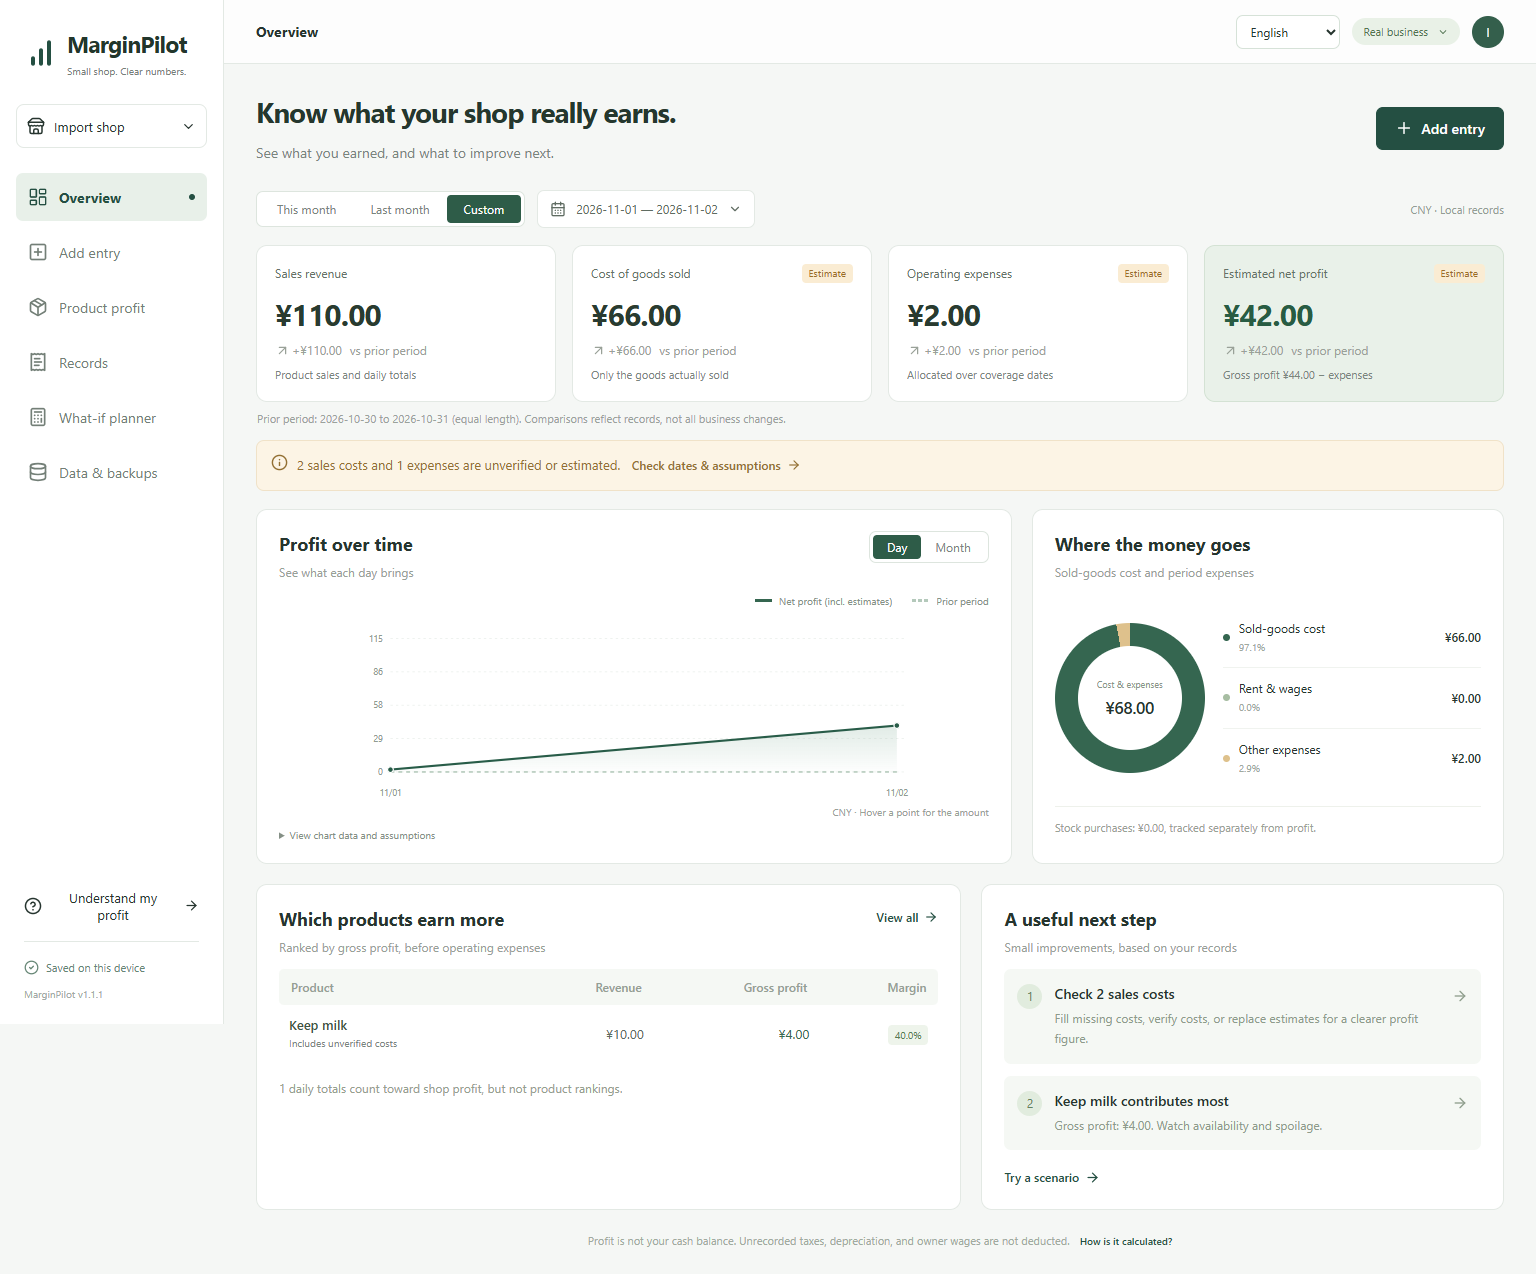 MarginPilot
Small shop. Clear numbers.
Import shop
Overview
Add entry
Product profit
Records
What-if planner
Data & backups
Understand my
profit
Saved on this device
MarginPilot v1.1.1
Overview
English
Real business
I
Know what your shop really earns.
See what you earned, and what to improve next.
Add entry
This month
Last month
Custom
2026-11-01 — 2026-11-02
CNY · Local records
Sales revenue
¥110.00
+¥110.00 vs prior period
Product sales and daily totals
Cost of goods sold
Estimate
¥66.00
+¥66.00 vs prior period
Only the goods actually sold
Operating expenses
Estimate
¥2.00
+¥2.00 vs prior period
Allocated over coverage dates
Estimated net profit
Estimate
¥42.00
+¥42.00 vs prior period
Gross profit ¥44.00 − expenses
Prior period: 2026-10-30 to 2026-10-31 (equal length). Comparisons reflect records, not all business changes.
2 sales costs and 1 expenses are unverified or estimated. Check dates & assumptions
Profit over time
See what each day brings
Day
Month
Net profit (incl. estimates)
Prior period
115
86
58
29
0
11/01
11/02
CNY · Hover a point for the amount
View chart data and assumptions
Where the money goes
Sold-goods cost and period expenses
Cost & expenses
¥68.00
Sold-goods cost
97.1%
¥66.00
Rent & wages
0.0%
¥0.00
Other expenses
2.9%
¥2.00
Stock purchases: ¥0.00, tracked separately from profit.
Which products earn more
View all
Ranked by gross profit, before operating expenses
Product Revenue Gross profit Margin
Keep milk ¥10.00 ¥4.00 40.0%
Includes unverified costs
1 daily totals count toward shop profit, but not product rankings.
A useful next step
Small improvements, based on your records
1
Check 2 sales costs
Fill missing costs, verify costs, or replace estimates for a clearer profit
figure.
2
Keep milk contributes most
Gross profit: ¥4.00. Watch availability and spoilage.
Try a scenario
Profit is not your cash balance. Unrecorded taxes, depreciation, and owner wages are not deducted. How is it calculated?